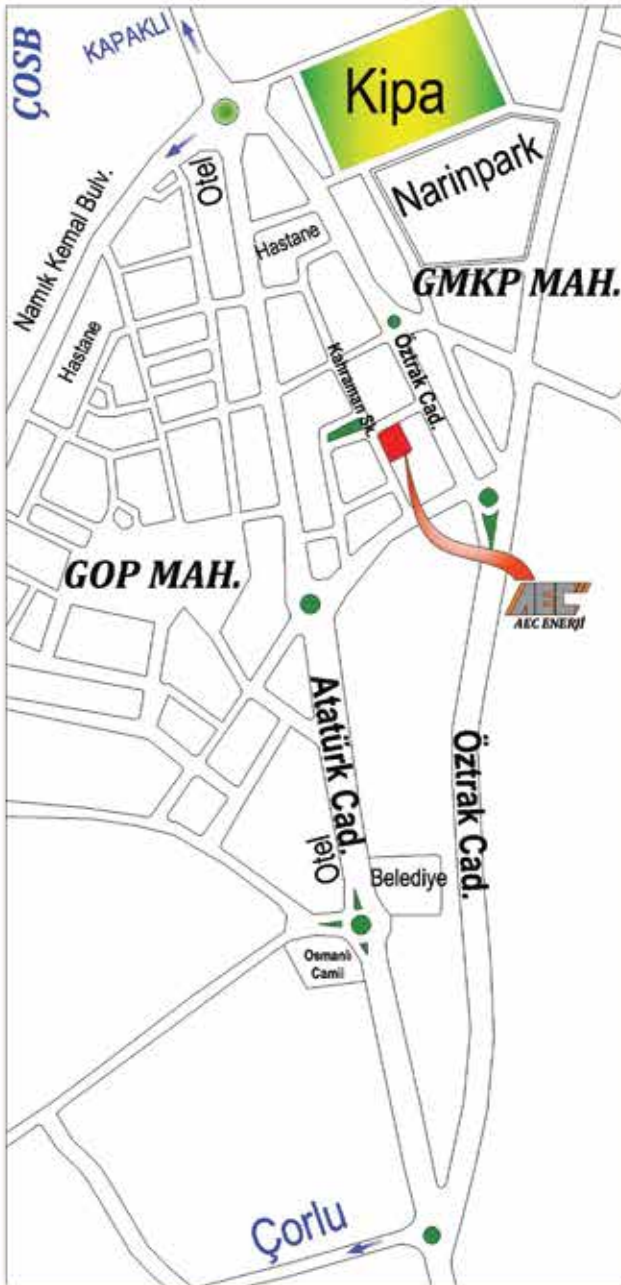 ÇOSB
KAPAKLI
Kipa
Narinpark
Otel
Namık Kemal Bulv.
Hastane
Hastane
GMKP MAH.
Öztrak Cad.
Kahraman Sk.
GOP MAH.
AEC
AEC ENERJİ
Atatürk Cad.
Öztrak Cad.
Otel
Belediye
Osmanlı
Camii
Çorlu